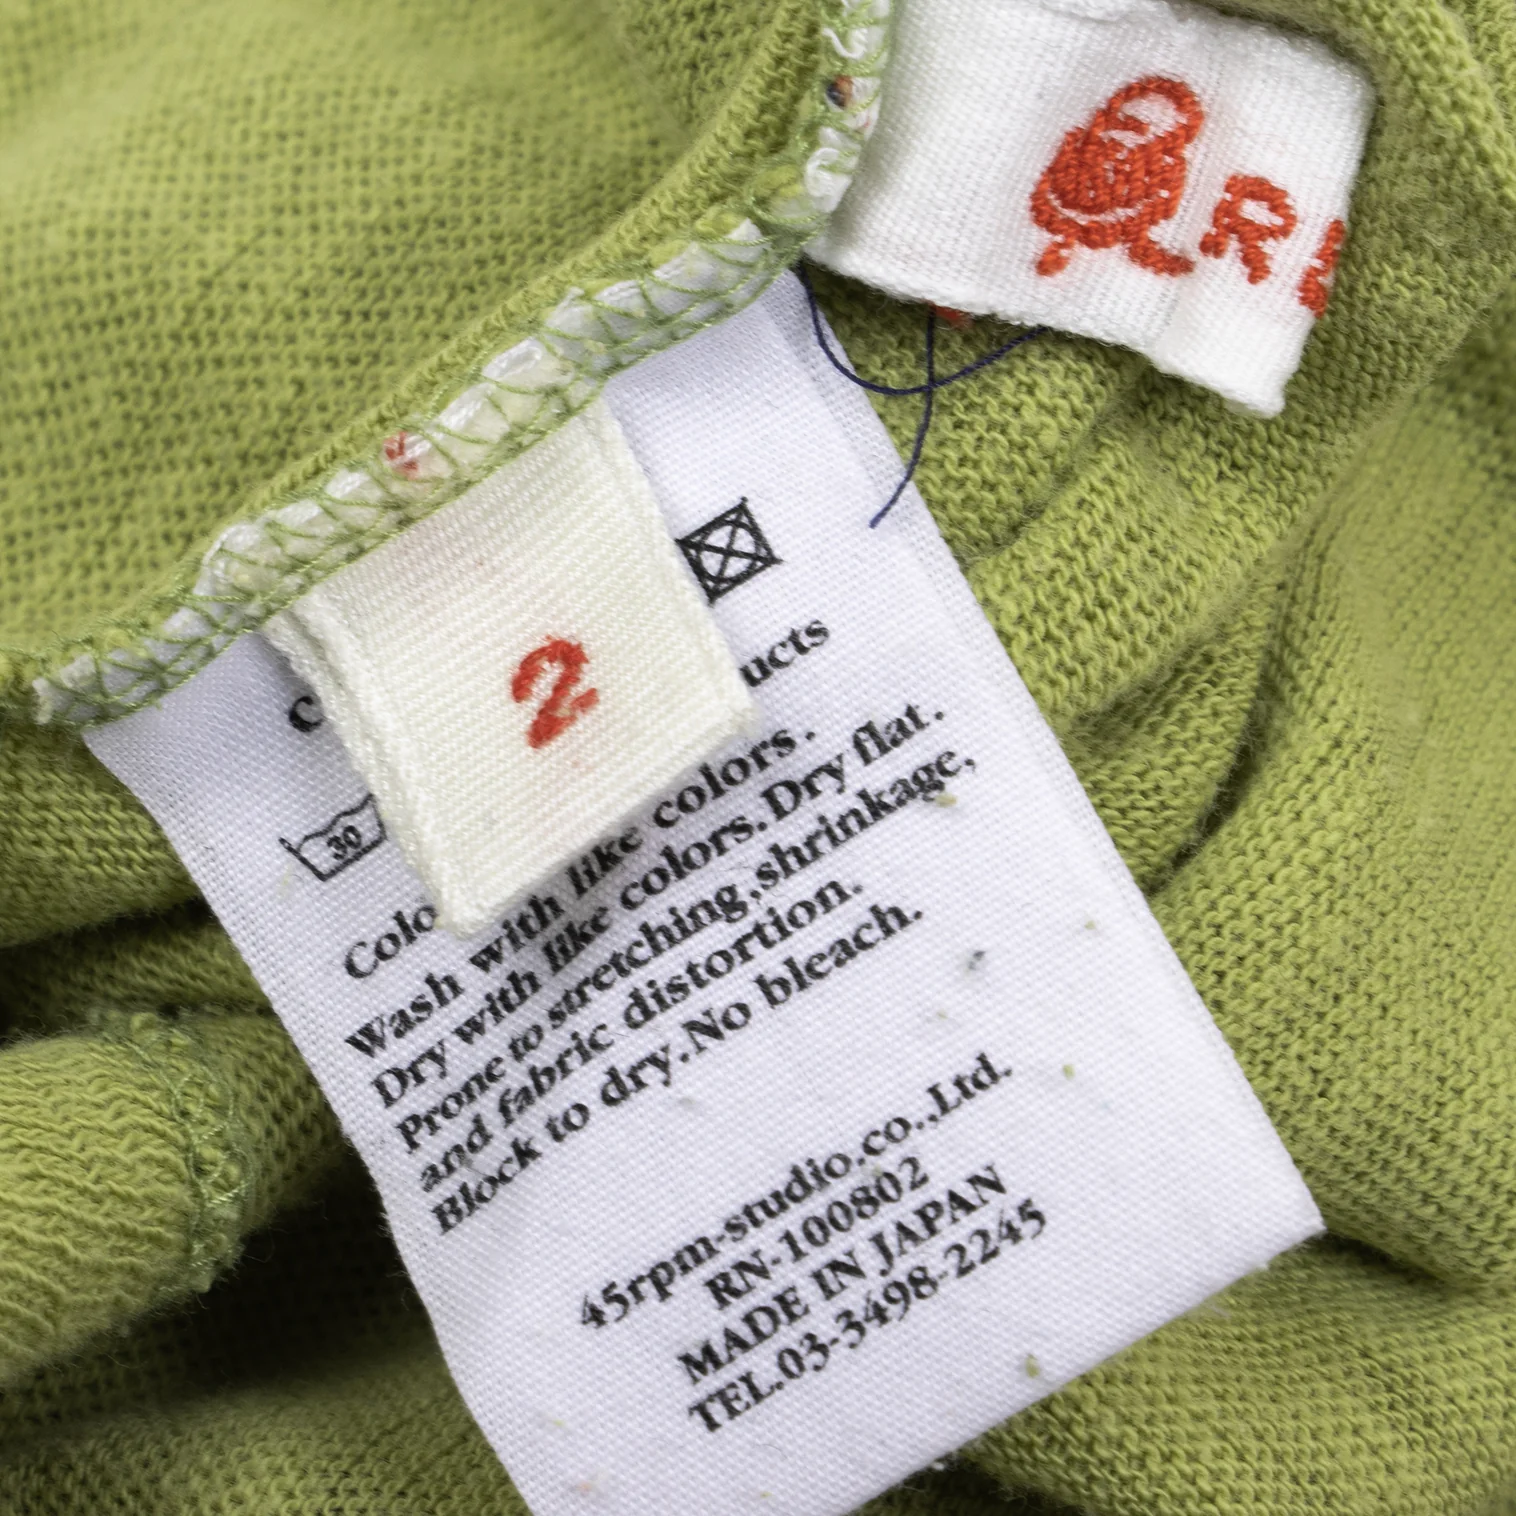 R
2
ucts
30
Colo
Wash with like colors.
Dry with like colors. Dry flat.
Prone to stretching, shrinkage,
and fabric distortion.
Block to dry. No bleach.
45rpm-studio.co.,Ltd.
RN-100802
MADE IN JAPAN
TEL.03-3498-2245